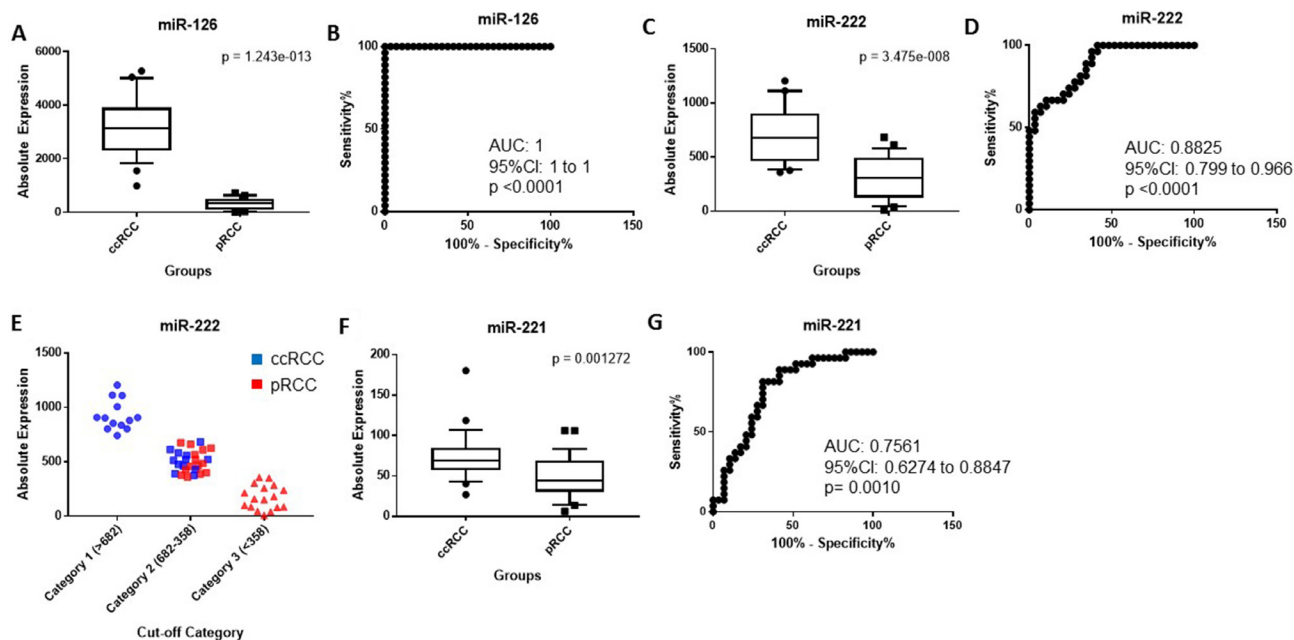 A
miR-126
p = 1.243e-013
Absolute Expression
6000
4000
2000
0
ccRCC
pRCC
Groups
B
miR-126
Sensitivity%
100
50
0
AUC: 1
95%CI: 1 to 1
p <0.0001
0
50
100
150
100% - Specificity%
C
miR-222
p = 3.475e-008
Absolute Expression
1500
1000
500
0
ccRCC
pRCC
Groups
D
miR-222
Sensitivity%
100
50
0
AUC: 0.8825
95%CI: 0.799 to 0.966
p <0.0001
0
50
100
150
100% - Specificity%
E
miR-222
ccRCC
pRCC
Absolute Expression
1500
1000
500
0
Category 1 (>682)
Category 2 (682-358)
Category 3 (<358)
Cut-off Category
F
miR-221
p = 0.001272
Absolute Expression
200
150
100
50
0
ccRCC
pRCC
Groups
G
miR-221
Sensitivity%
100
50
0
AUC: 0.7561
95%CI: 0.6274 to 0.8847
p= 0.0010
0
50
100
150
100% - Specificity%